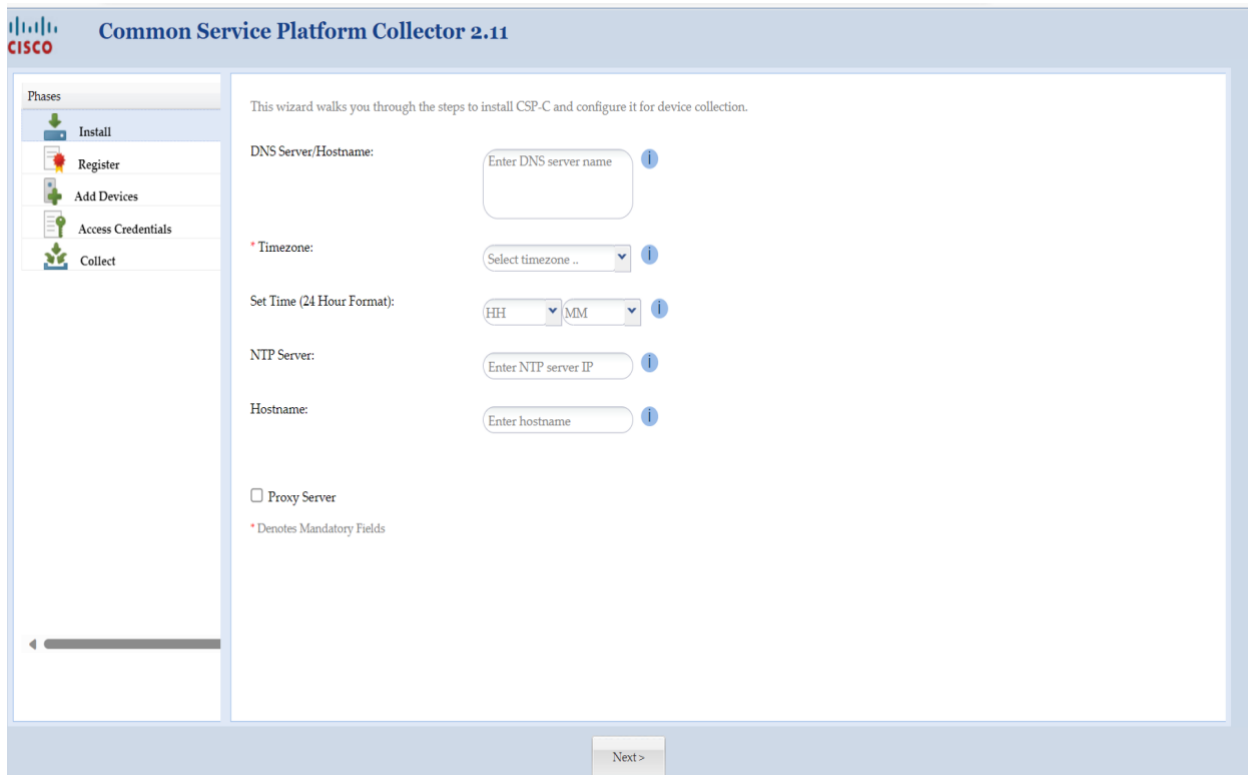 CISCO
Common Service Platform Collector 2.11
Phases
Install
Register
Add Devices
Access Credentials
Collect
This wizard walks you through the steps to install CSP-C and configure it for device collection.
DNS Server/Hostname:
Enter DNS server name
i
* Timezone:
Select timezone ..
i
Set Time (24 Hour Format):
HH
MM
i
NTP Server:
Enter NTP server IP
i
Hostname:
Enter hostname
i
Proxy Server
* Denotes Mandatory Fields
Next >